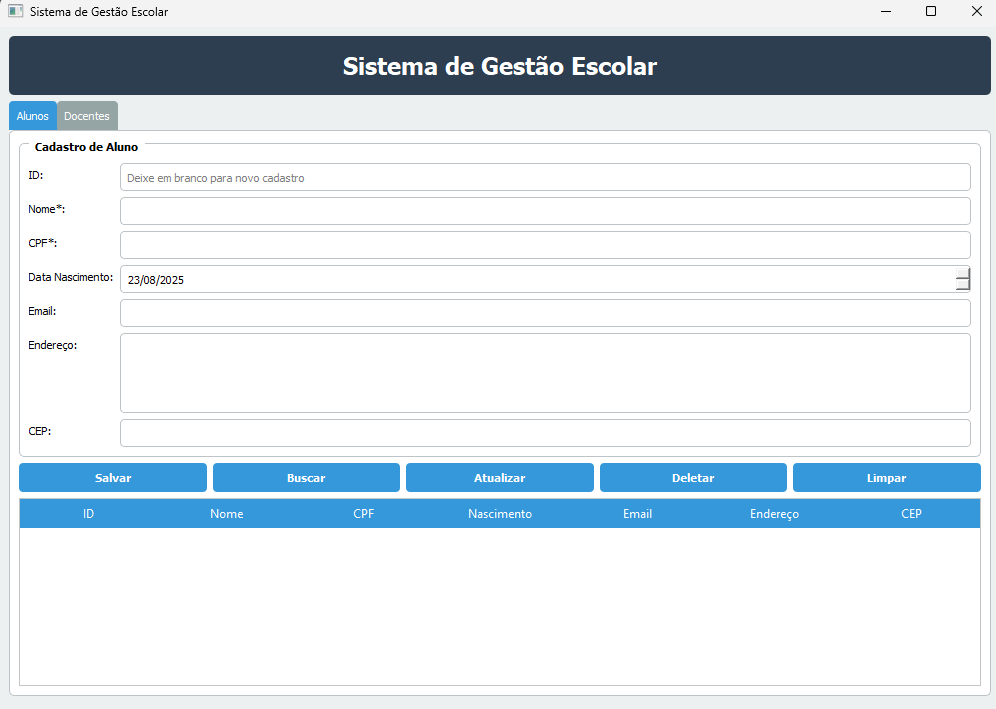 Sistema de Gestão Escolar
Sistema de Gestão Escolar
Alunos Docentes
Cadastro de Aluno
ID: Deixe em branco para novo cadastro
Nome*:
CPF*:
Data Nascimento: 23/08/2025
Email:
Endereço:
CEP:
Salvar Buscar Atualizar Deletar Limpar
ID Nome CPF Nascimento Email Endereço CEP